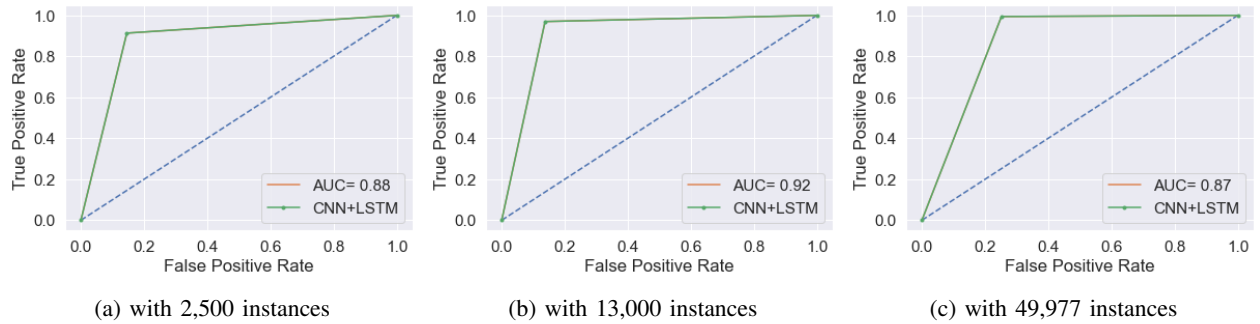 1.0
0.8
0.6
0.4
0.2
0.0
True Positive Rate
AUC= 0.88
CNN+LSTM
0.0 0.2 0.4 0.6 0.8 1.0
False Positive Rate
(a) with 2,500 instances
1.0
0.8
0.6
0.4
0.2
0.0
True Positive Rate
AUC= 0.92
CNN+LSTM
0.0 0.2 0.4 0.6 0.8 1.0
False Positive Rate
(b) with 13,000 instances
1.0
0.8
0.6
0.4
0.2
0.0
True Positive Rate
AUC= 0.87
CNN+LSTM
0.0 0.2 0.4 0.6 0.8 1.0
False Positive Rate
(c) with 49,977 instances